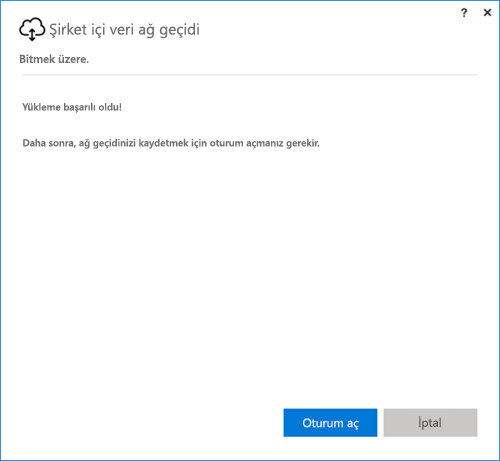 ? ×
Şirket içi veri ağ geçidi
Bitmek üzere.
Yükleme başarılı oldu!
Daha sonra, ağ geçidinizi kaydetmek için oturum açmanız gerekir.
Oturum aç İptal